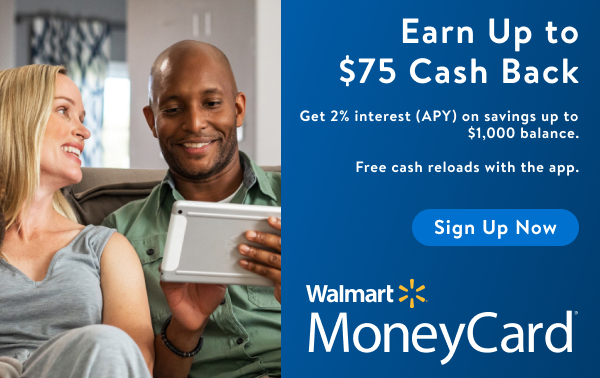 Earn Up to
$75 Cash Back
Get 2% interest (APY) on savings up to
$1,000 balance.
Free cash reloads with the app.
Sign Up Now
Walmart
MoneyCard®